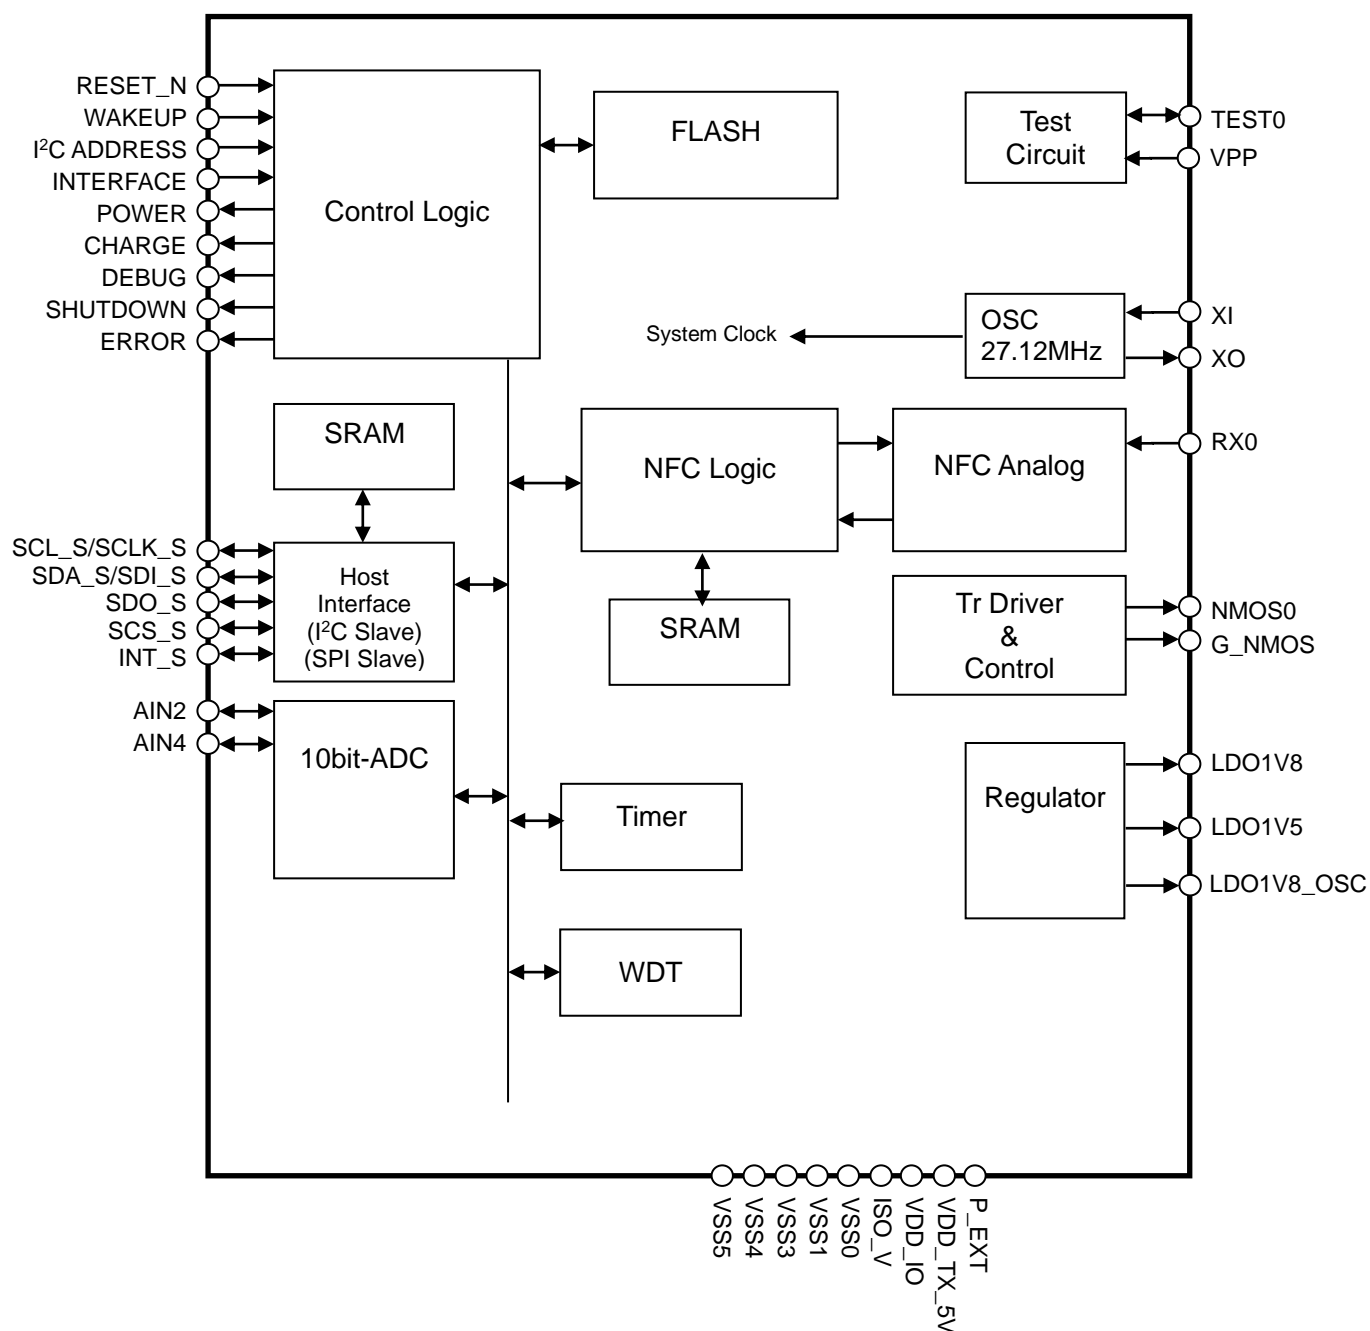 RESET_N
WAKEUP
I²C ADDRESS
INTERFACE
POWER
CHARGE
DEBUG
SHUTDOWN
ERROR
Control Logic
FLASH
Test
Circuit
TEST0
VPP
System Clock
OSC
27.12MHz
XI
XO
SRAM
NFC Logic
NFC Analog
RX0
SCL_S/SCLK_S
SDA_S/SDI_S
SDO_S
SCS_S
INT_S
Host
Interface
(I²C Slave)
(SPI Slave)
SRAM
Tr Driver
&
Control
NMOS0
G_NMOS
AIN2
AIN4
10bit-ADC
Timer
Regulator
LDO1V8
LDO1V5
LDO1V8_OSC
WDT
VSS5
VSS4
VSS3
VSS1
VSS0
ISO_V
VDD_IO
VDD_TX_5V
P_EXT